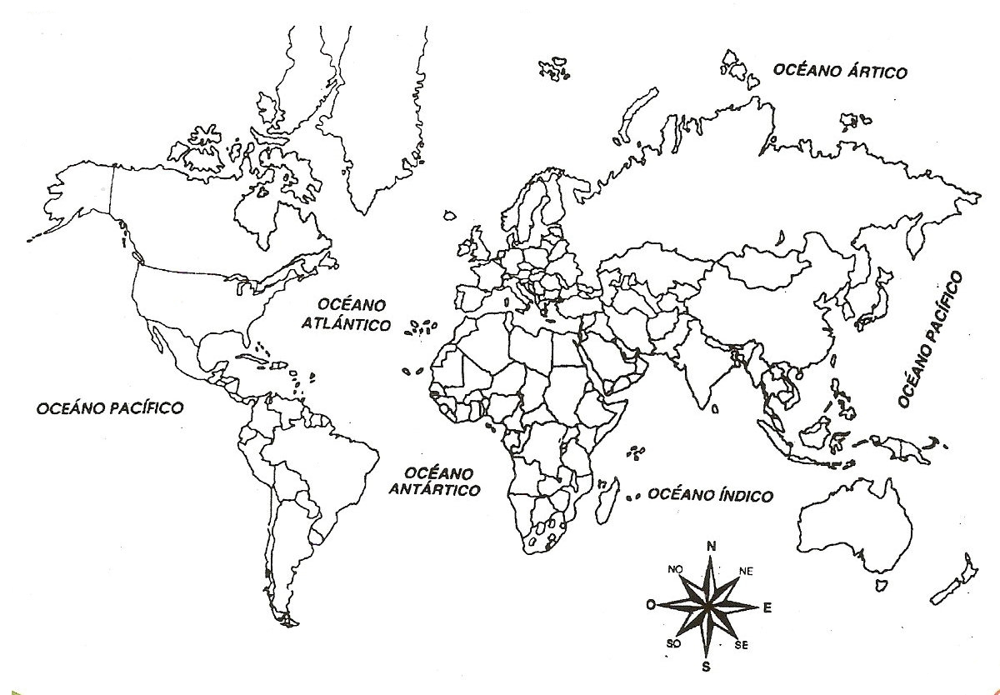 OCÉANO ÁRTICO
OCÉANO
ATLÁNTICO
OCÉANO PACÍFICO
OCEÁNO PACÍFICO
OCÉANO
ANTÁRTICO
OCÉANO ÍNDICO
N
NO
NE
O
E
SO
SE
S